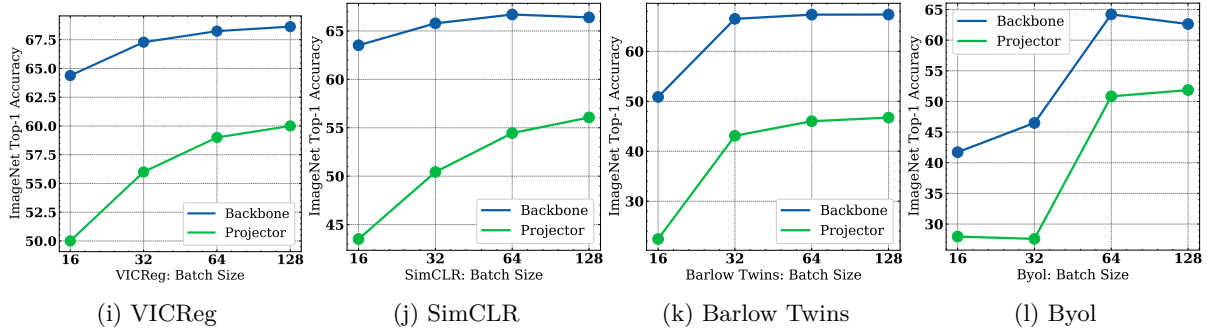 ImageNet Top-1 Accuracy
67.5
65.0
62.5
60.0
57.5
55.0
52.5
50.0
16 32 64 128
Backbone
Projector
VICReg: Batch Size
(i) VICReg
ImageNet Top-1 Accuracy
65
60
55
50
45
16 32 64 128
Backbone
Projector
SimCLR: Batch Size
(j) SimCLR
ImageNet Top-1 Accuracy
60
50
40
30
16 32 64 128
Backbone
Projector
Barlow Twins: Batch Size
(k) Barlow Twins
ImageNet Top-1 Accuracy
65
60
55
50
45
40
35
30
Backbone
Projector
16 32 64 128
Byol: Batch Size
(l) Byol